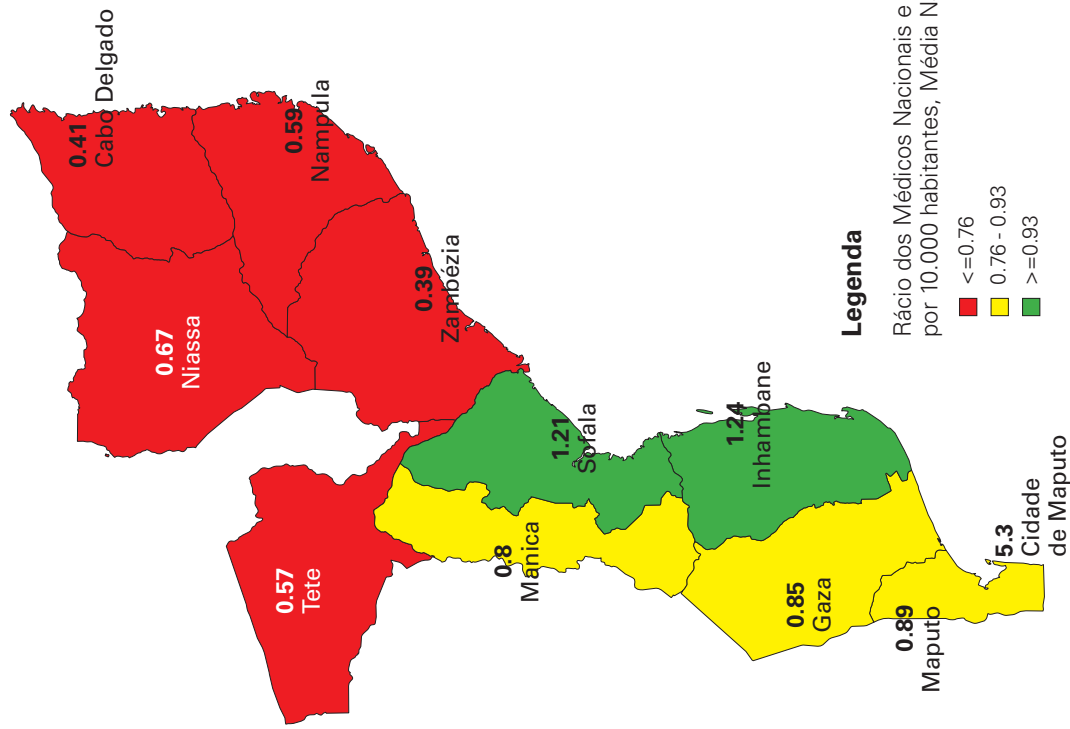 0.41
Cabo Delgado
0.67
Niassa
0.59
Nampula
0.39
Zambézia
0.57
Tete
1.21
Sofala
0.8
Manica
1.24
Inhambane
0.85
Gaza
0.89
Maputo
5.3
Cidade
de Maputo
Legenda
Rácio dos Médicos Nacionais e
por 10.000 habitantes, Média N
<=0.76
0.76 - 0.93
>=0.93